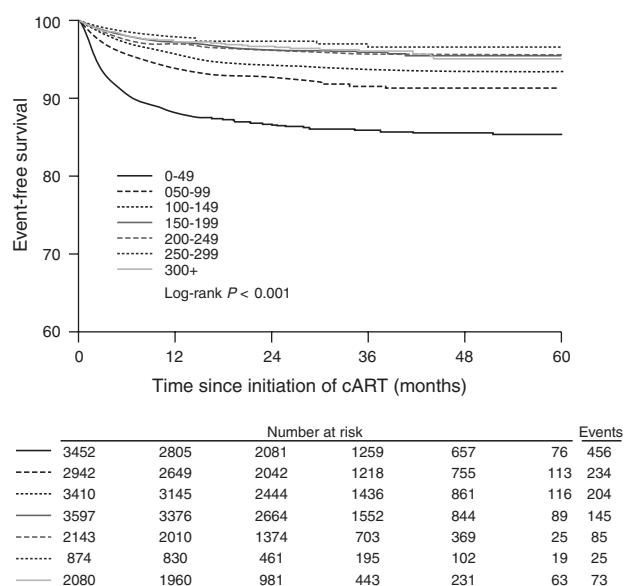 Event-free survival
100
90
80
70
60
0-49
050-99
100-149
150-199
200-249
250-299
300+
Log-rank P < 0.001
0 12 24 36 48 60
Time since initiation of cART (months)
Number at risk Events
3452 2805 2081 1259 657 76 456
2942 2649 2042 1218 755 113 234
3410 3145 2444 1436 861 116 204
3597 3376 2664 1552 844 89 145
2143 2010 1374 703 369 25 85
874 830 461 195 102 19 25
2080 1960 981 443 231 63 73